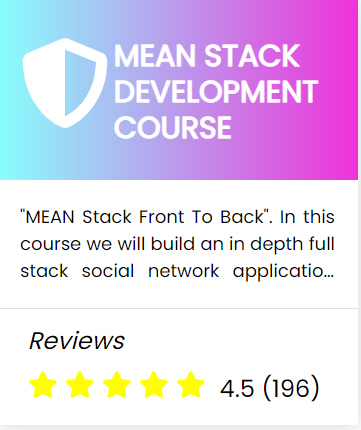 MEAN STACK
DEVELOPMENT
COURSE
"MEAN Stack Front To Back". In this
course we will build an in depth full
stack social network applicatio...
Reviews
4.5 (196)